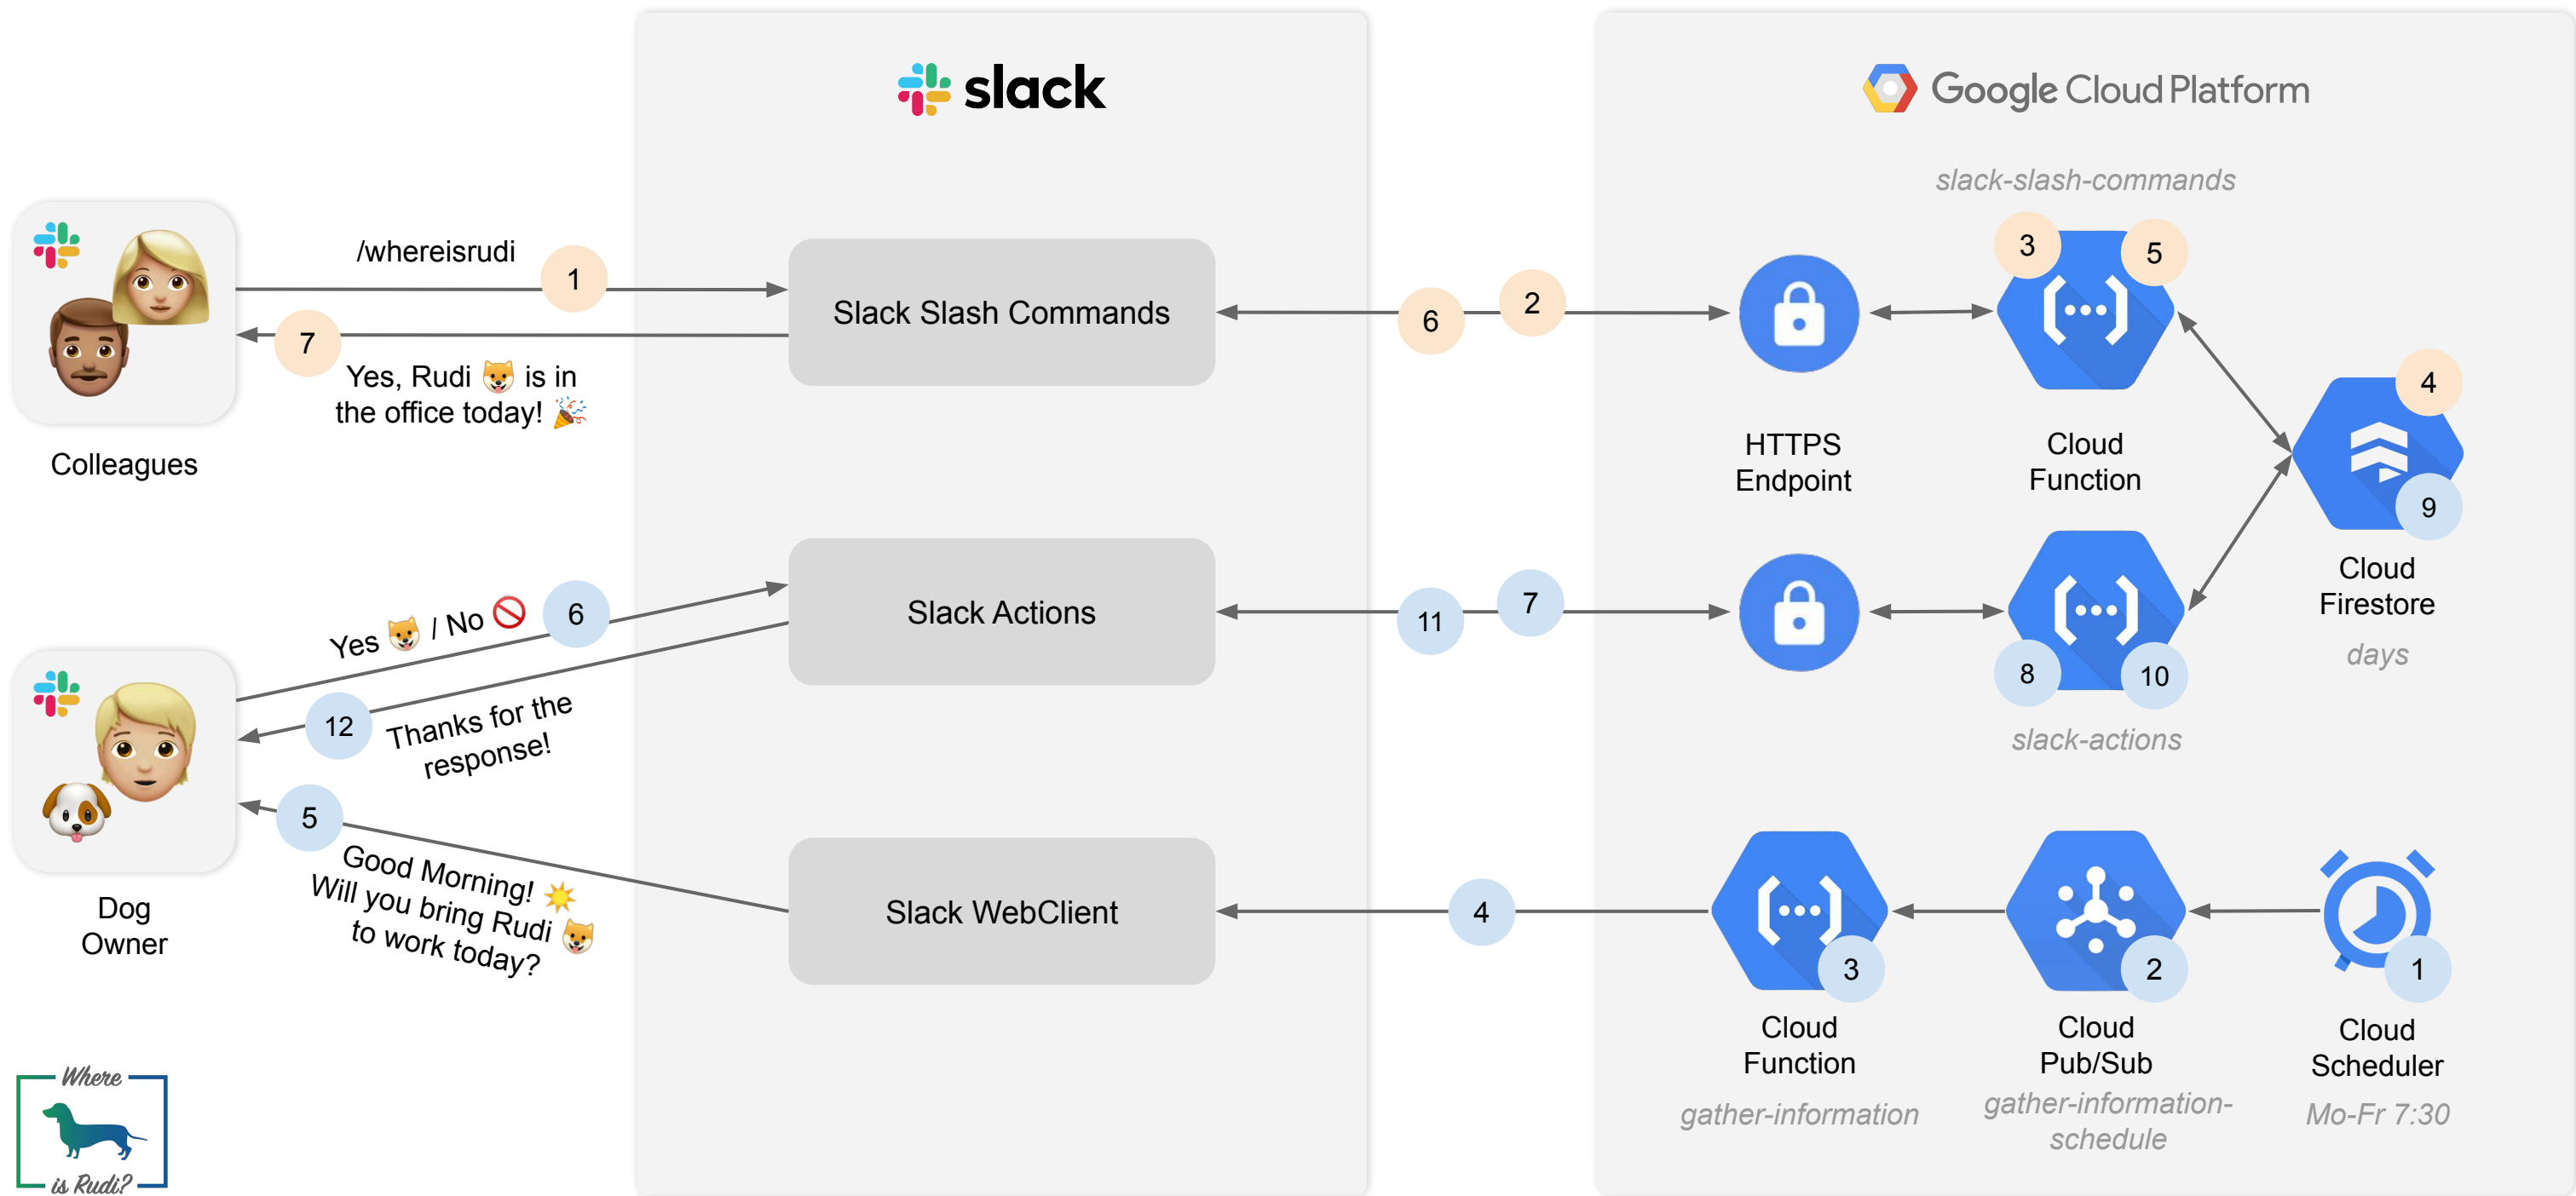 slack
Google Cloud Platform
slack-slash-commands
/whereisrudi
1
7
Yes, Rudi 🐶 is in
the office today! 🎉
Colleagues
Slack Slash Commands
6
2
3
5
HTTPS
Endpoint
Cloud
Function
4
9
Cloud
Firestore
days
Yes 🐶 / No 🚫
6
12
Thanks for the
response!
Slack Actions
11
7
8
10
slack-actions
5
Good Morning! ☀️
Will you bring Rudi 🐶
to work today?
Dog
Owner
Slack WebClient
4
3
Cloud
Function
gather-information
2
Cloud
Pub/Sub
gather-information-
schedule
1
Cloud
Scheduler
Mo-Fr 7:30
Where
is Rudi?